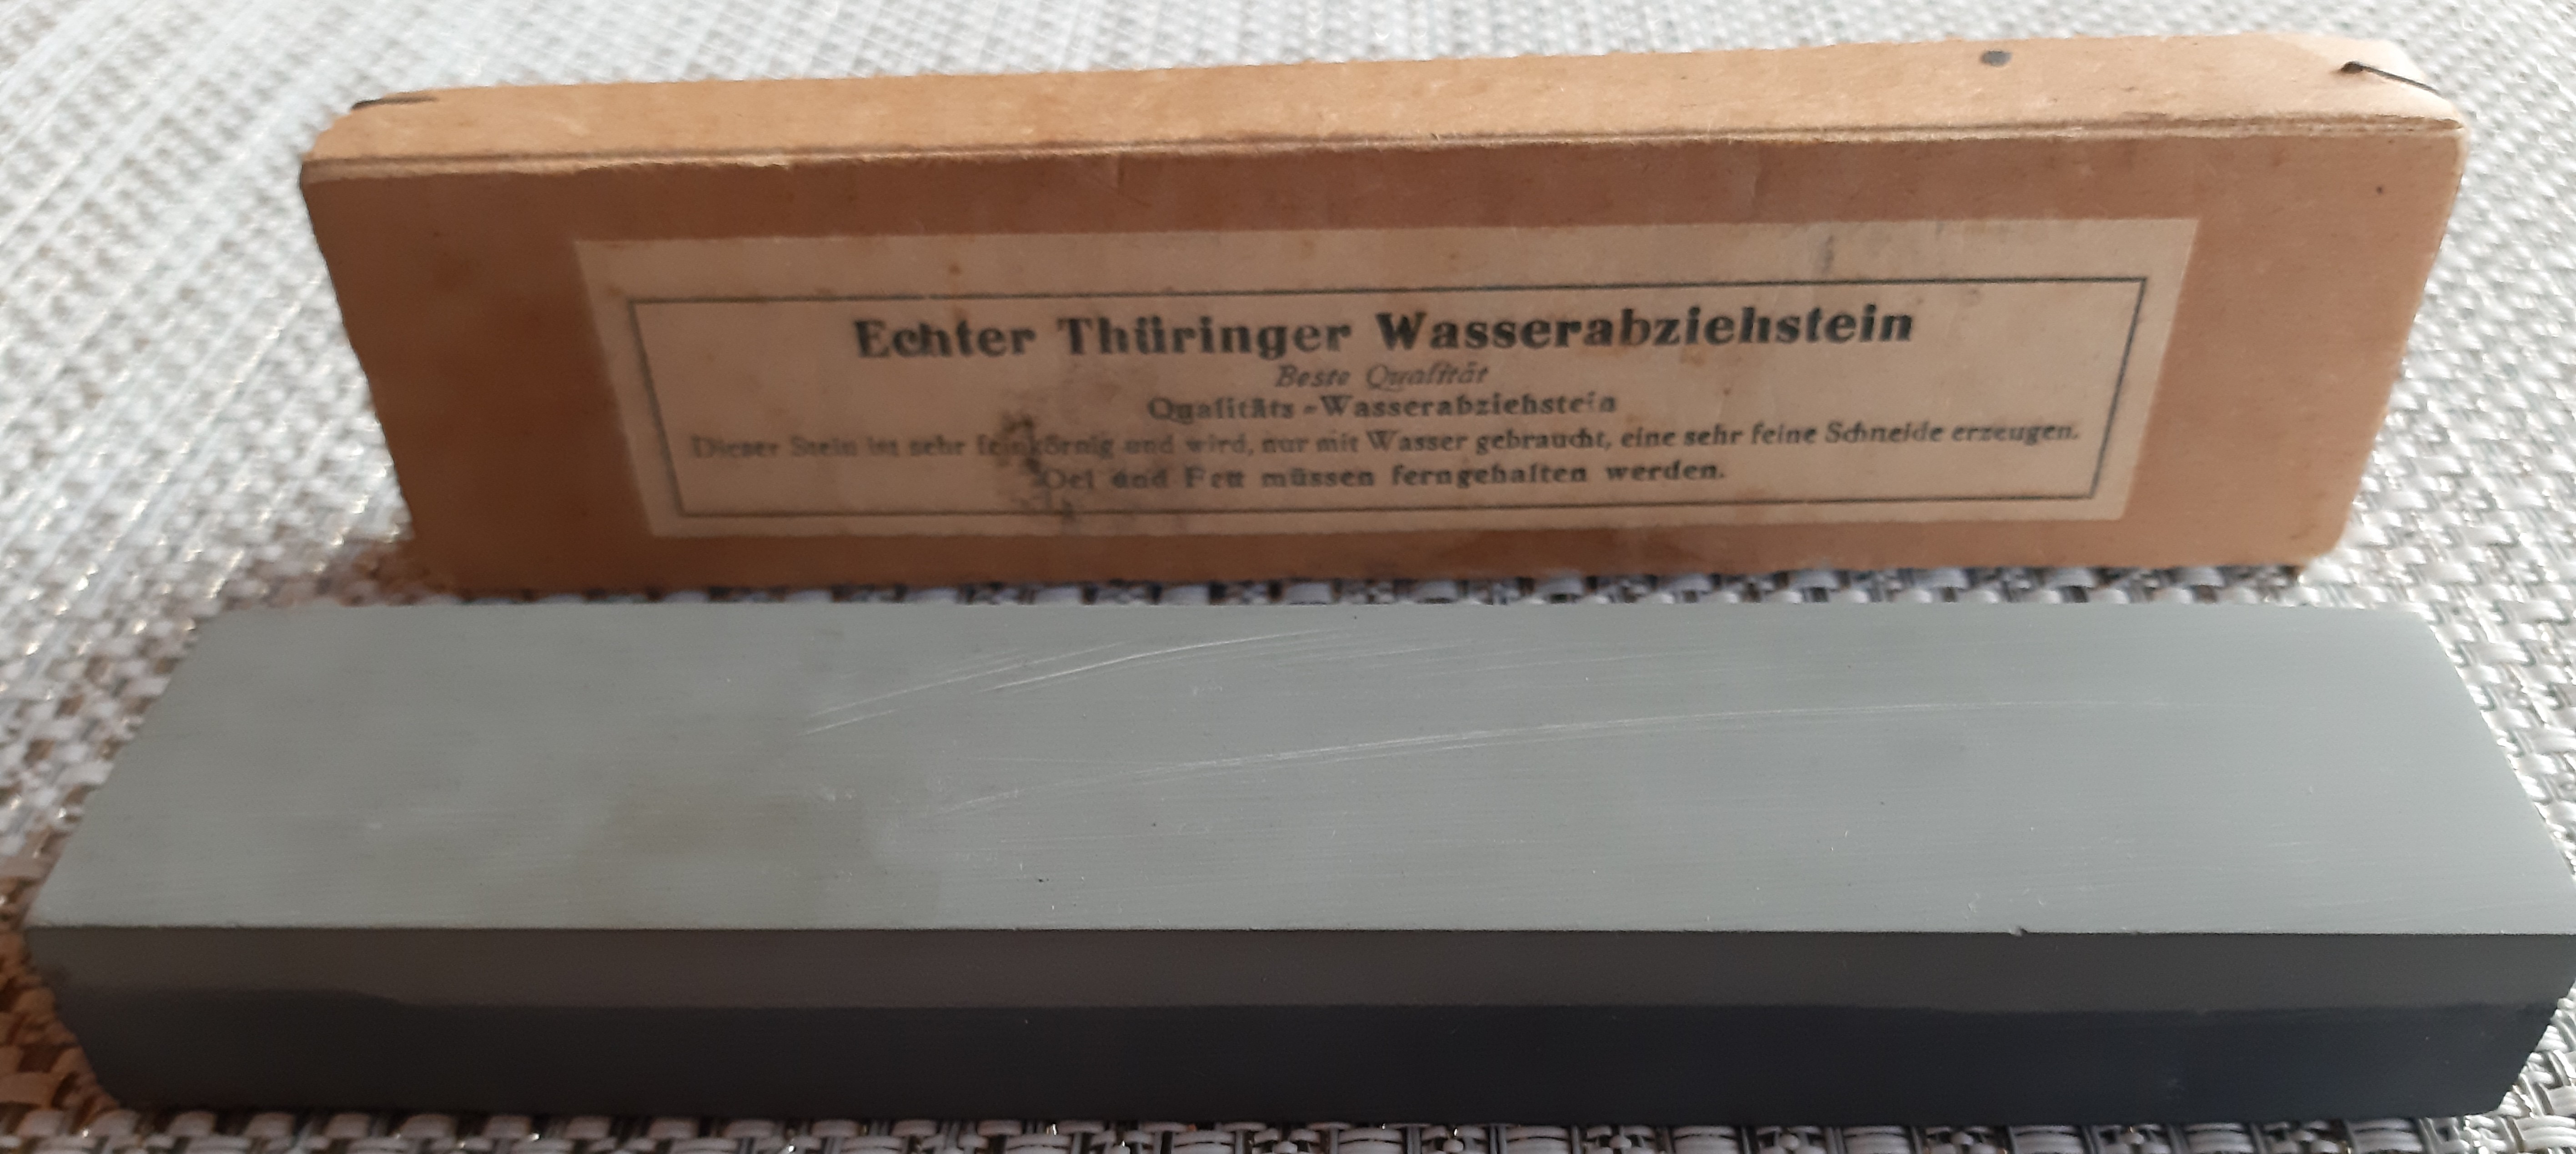 Echter Thüringer Wasserabziehstein
Beste Qualität
Qualitäts-Wasserabziehstein
Dieser Stein ist sehr feinkörnig und wird, nur mit Wasser gebraucht, eine sehr feine Schneide erzeugen.
Oel und Fett müssen ferngehalten werden.